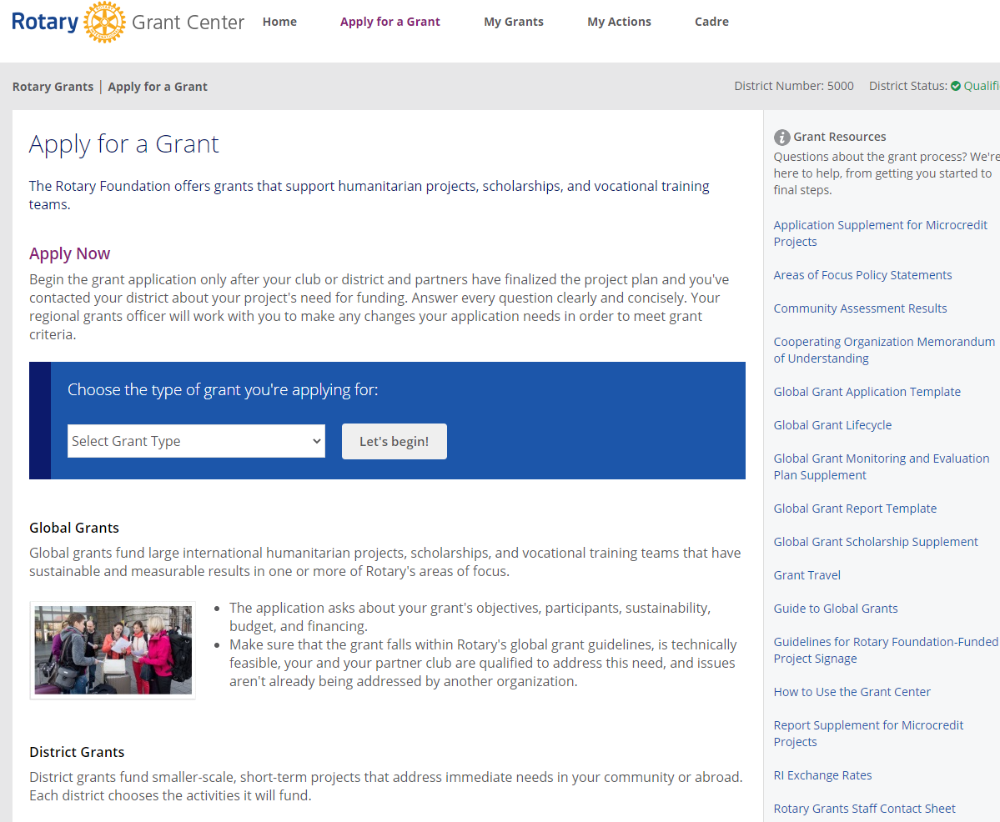 Rotary Grant Center Home Apply for a Grant My Grants My Actions Cadre
Rotary Grants | Apply for a Grant District Number: 5000 District Status: Qualifi
Apply for a Grant
The Rotary Foundation offers grants that support humanitarian projects, scholarships, and vocational training
teams.
Apply Now
Begin the grant application only after your club or district and partners have finalized the project plan and you've
contacted your district about your project's need for funding. Answer every question clearly and concisely. Your
regional grants officer will work with you to make any changes your application needs in order to meet grant
criteria.
Choose the type of grant you're applying for:
Select Grant Type Let's begin!
Global Grants
Global grants fund large international humanitarian projects, scholarships, and vocational training teams that have
sustainable and measurable results in one or more of Rotary's areas of focus.
• The application asks about your grant's objectives, participants, sustainability,
budget, and financing.
• Make sure that the grant falls within Rotary's global grant guidelines, is technically
feasible, your and your partner club are qualified to address this need, and issues
aren't already being addressed by another organization.
District Grants
District grants fund smaller-scale, short-term projects that address immediate needs in your community or abroad.
Each district chooses the activities it will fund.
Grant Resources
Questions about the grant process? We're
here to help, from getting you started to
final steps.
Application Supplement for Microcredit
Projects
Areas of Focus Policy Statements
Community Assessment Results
Cooperating Organization Memorandum
of Understanding
Global Grant Application Template
Global Grant Lifecycle
Global Grant Monitoring and Evaluation
Plan Supplement
Global Grant Report Template
Global Grant Scholarship Supplement
Grant Travel
Guide to Global Grants
Guidelines for Rotary Foundation-Funded
Project Signage
How to Use the Grant Center
Report Supplement for Microcredit
Projects
RI Exchange Rates
Rotary Grants Staff Contact Sheet